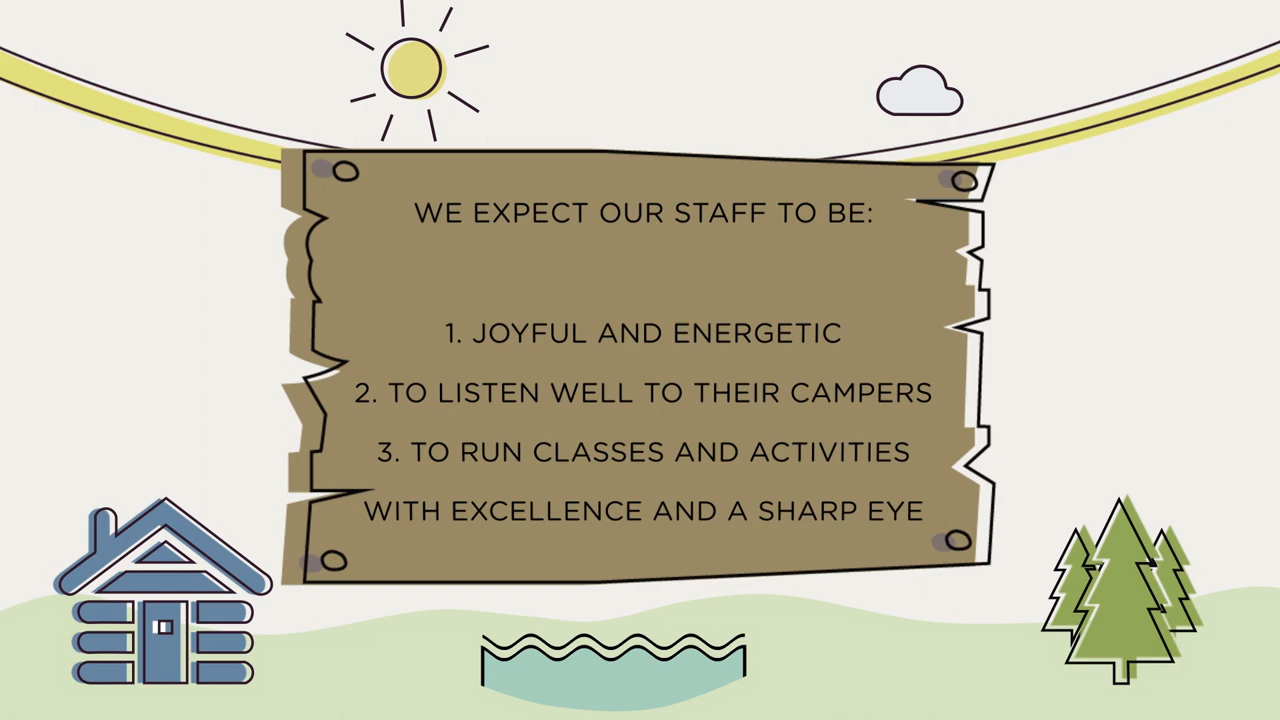 WE EXPECT OUR STAFF TO BE:
1. JOYFUL AND ENERGETIC
2. TO LISTEN WELL TO THEIR CAMPERS
3. TO RUN CLASSES AND ACTIVITIES
WITH EXCELLENCE AND A SHARP EYE